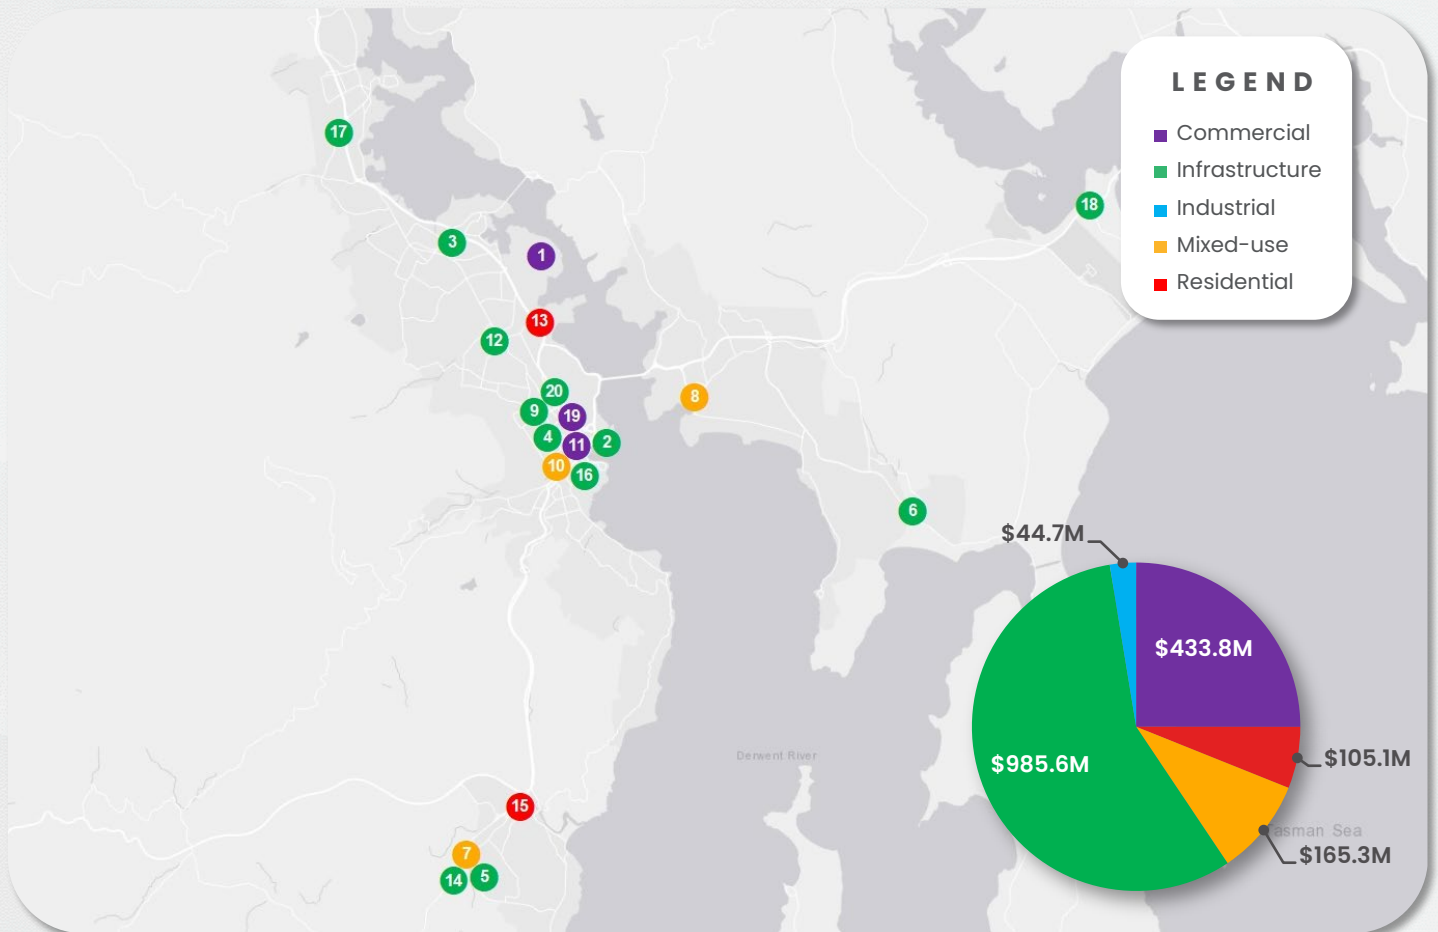 LEGEND
Commercial
Infrastructure
Industrial
Mixed-use
Residential
17
18
3
1
13
12
20
8
9
19
4
11
2
10
16
6
$44.7M
$433.8M
$985.6M
$105.1M
Derwent River
asman Sea
$165.3M
15
7
14
5